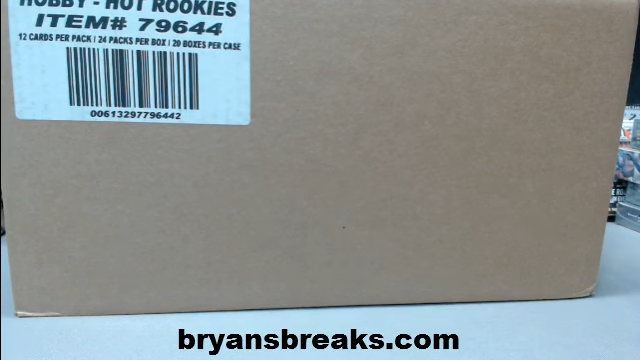 HOBBY - HOT ROOKIES
ITEM# 79644
12 CARDS PER PACK / 24 PACKS PER BOX / 20 BOXES PER CASE
00613297796442
bryansbreaks.com